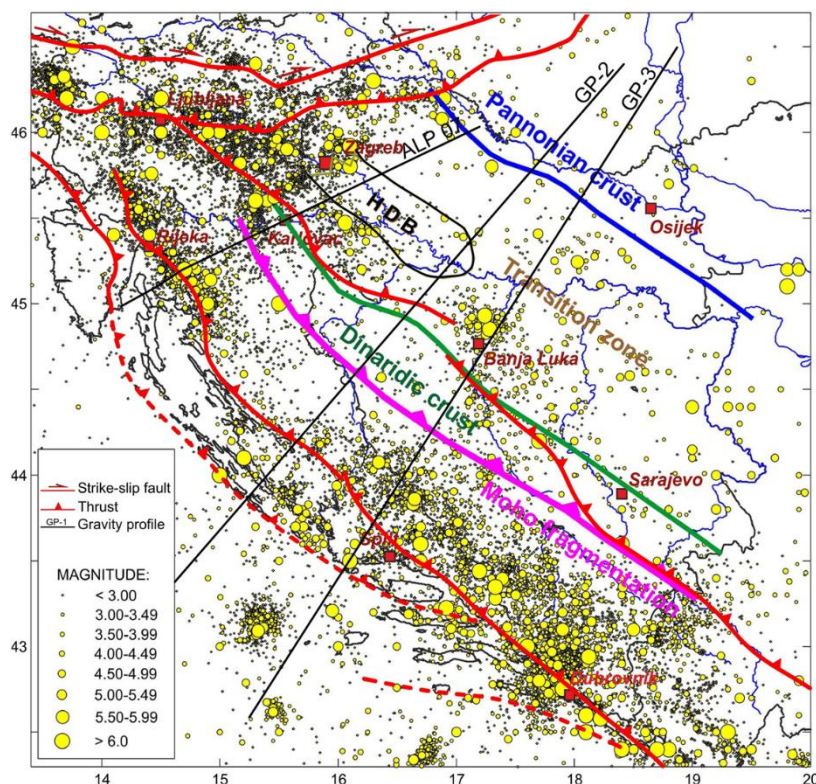 Ljubljana
46
Zagreb
ALP 07
GP-2
GP-3
Pannonian crust
HDB
Osijek
Rijeka
Karlovac
45
Transition zone
Banja Luka
Dinaridic crust
44
Sarajevo
Moho fragmentation
Split
43
Dubrovnik
Strike-slip fault
Thrust
GP-1 Gravity profile
MAGNITUDE:
< 3.00
3.00-3.49
3.50-3.99
4.00-4.49
4.50-4.99
5.00-5.49
5.50-5.99
> 6.0
14 15 16 17 18 19 20